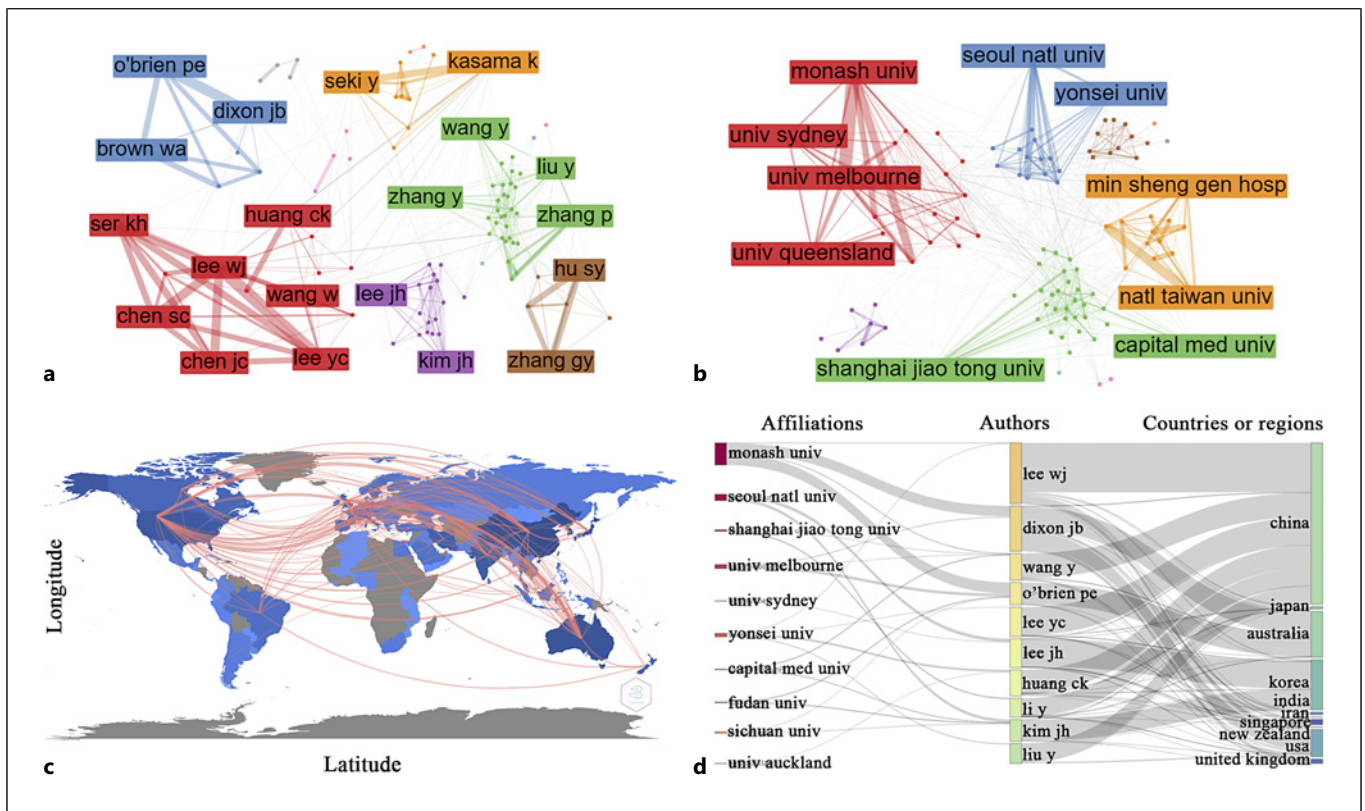 o'brien pe
dixon jb
brown wa
seki y
kasama k
wang y
liu y
zhang y
zhang p
ser kh
huang ck
lee wj
wang w
chen sc
chen jc
lee yc
lee jh
kim jh
hu sy
zhang gy
a
monash univ
seoul natl univ
yonsei univ
univ sydney
univ melbourne
univ queensland
min sheng gen hosp
natl taiwan univ
capital med univ
shanghai jiao tong univ
b
Longitude
Latitude
c
Affiliations
Authors
Countries or regions
monash univ
seoul natl univ
shanghai jiao tong univ
univ melbourne
univ sydney
yonsei univ
capital med univ
fudan univ
sichuan univ
univ auckland
lee wj
dixon jb
wang y
o'brien pe
lee yc
lee jh
huang ck
li y
kim jh
liu y
china
japan
australia
korea
india
iran
singapore
new zealand
usa
united kingdom
d